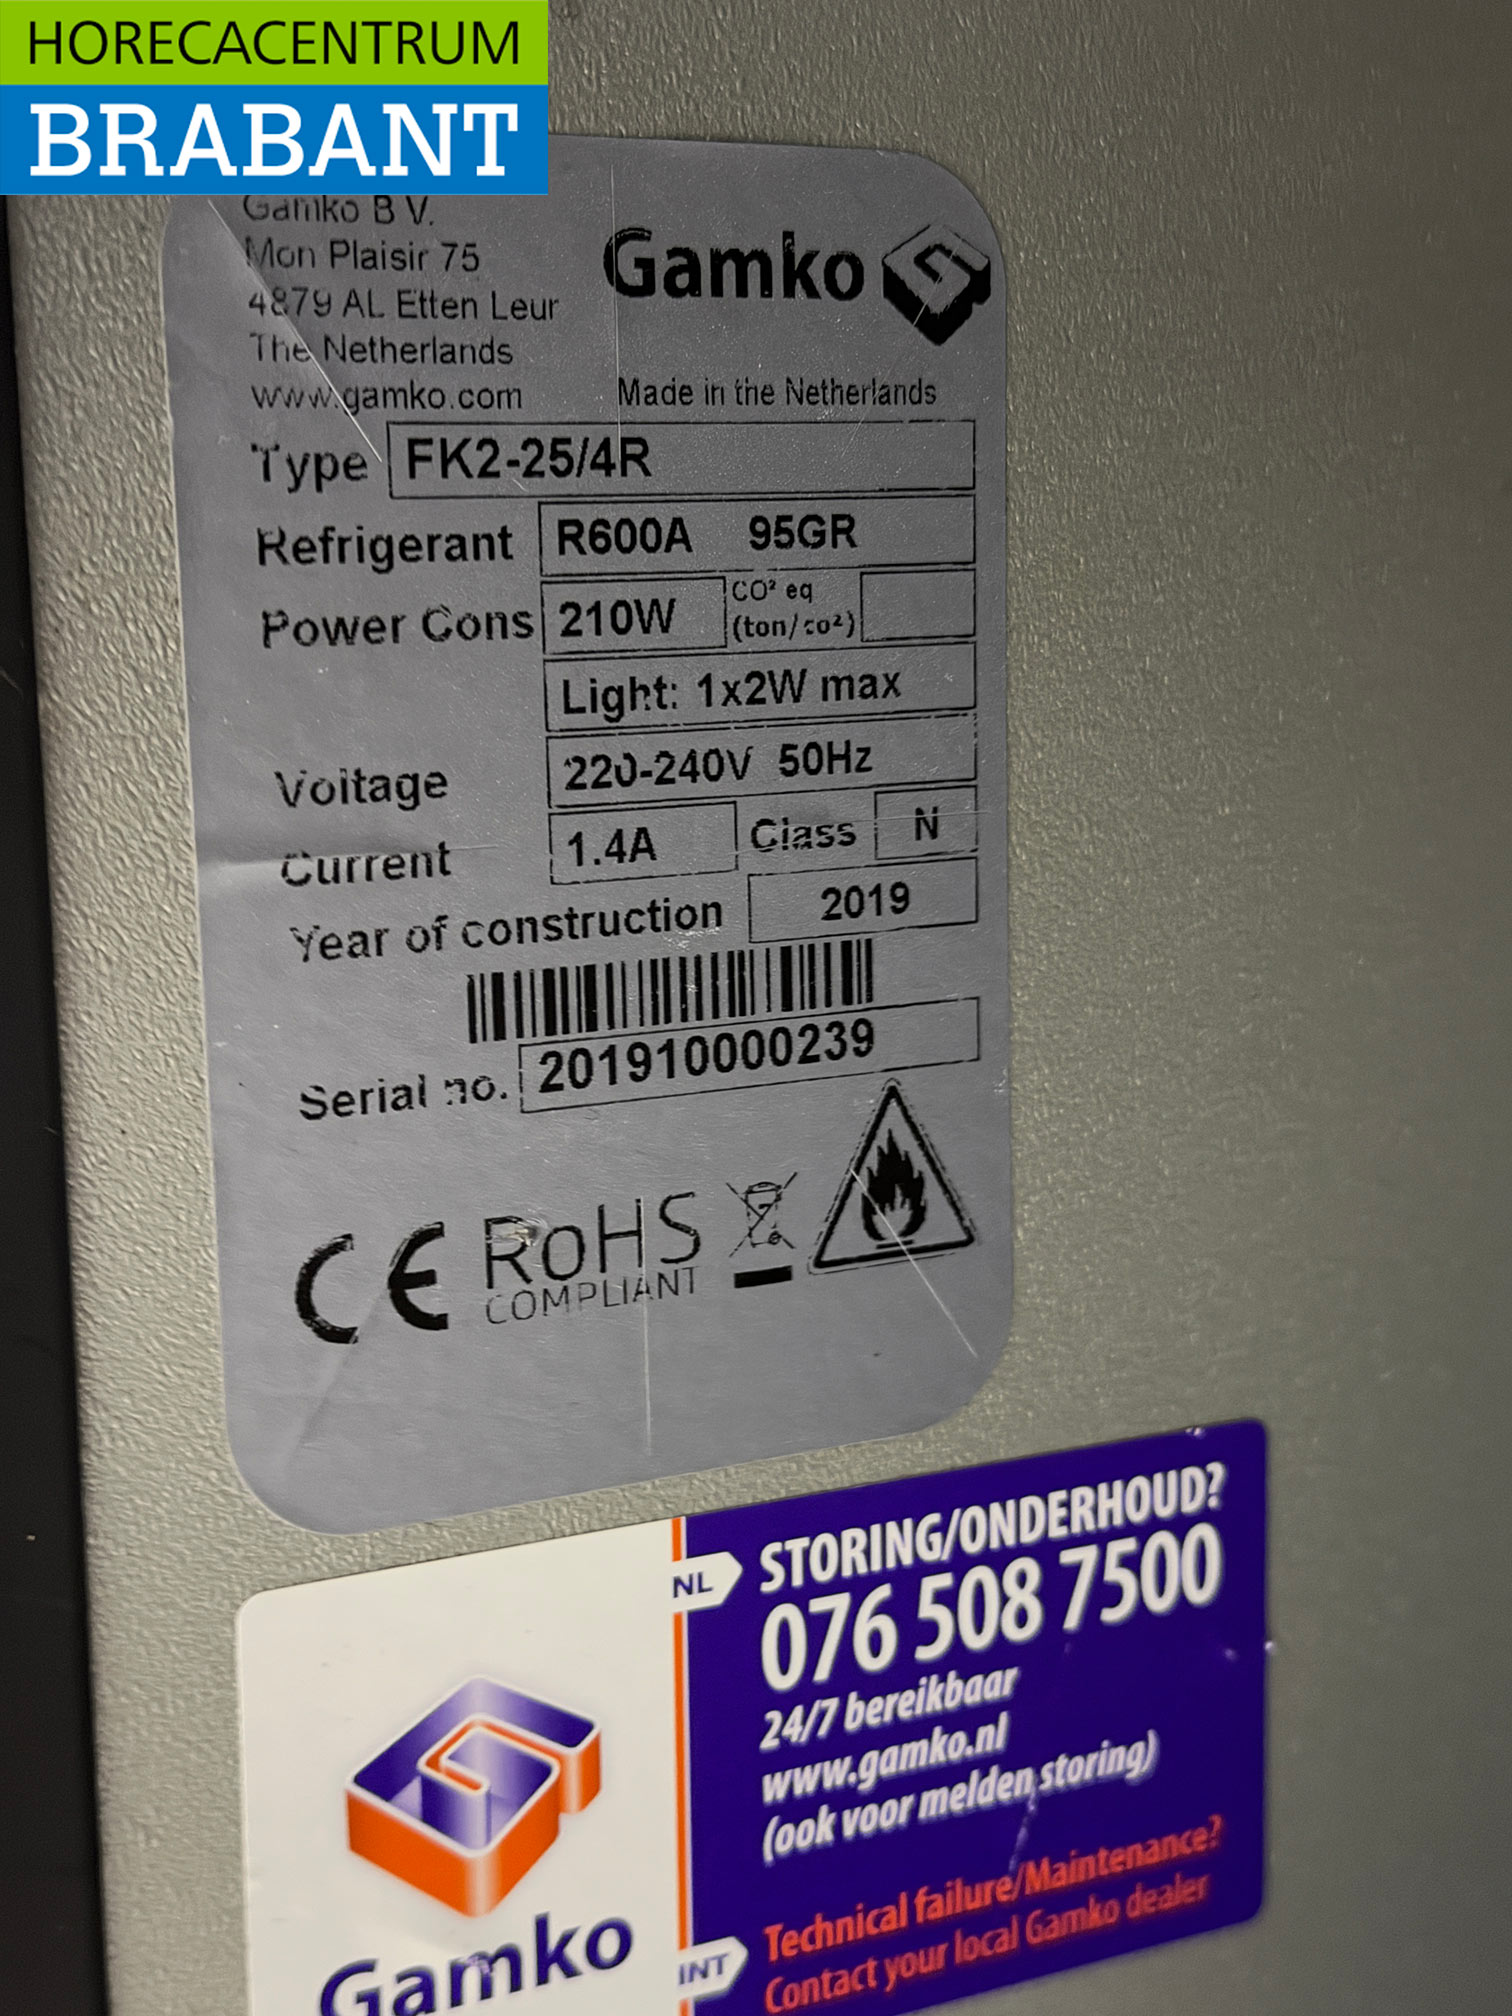 HORECACENTRUM
BRABANT
Gamko B V.
Mon Plaisir 75
4879 AL Etten Leur
The Netherlands
www.gamko.com
Gamko
Made in the Netherlands
Type FK2-25/4R
Refrigerant R600A 95GR
Power Cons 210W CO² eq (ton/co²)
Light: 1x2W max
Voltage 220-240V 50Hz
Current 1.4A Class N
Year of construction 2019
Serial no. 201910000239
CE RoHS
COMPLIANT
NL STORING/ONDERHOUD?
076 508 7500
24/7 bereikbaar
www.gamko.nl
(ook voor melden storing)
Gamko
INT Technical failure/Maintenance?
Contact your local Gamko dealer